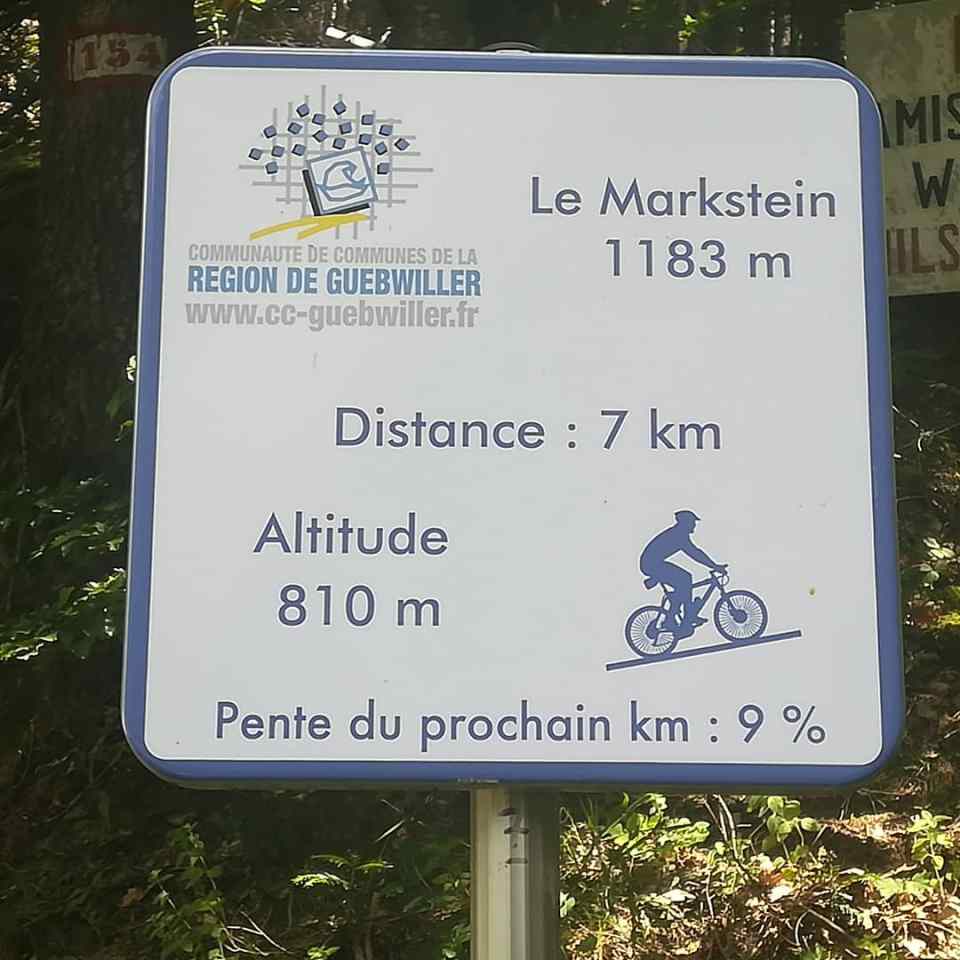 154
COMMUNAUTE DE COMMUNES DE LA
REGION DE GUEBWILLER
www.cc-guebwiller.fr
Le Markstein
1183 m
Distance : 7 km
Altitude
810 m
Pente du prochain km : 9 %
AMIS
W